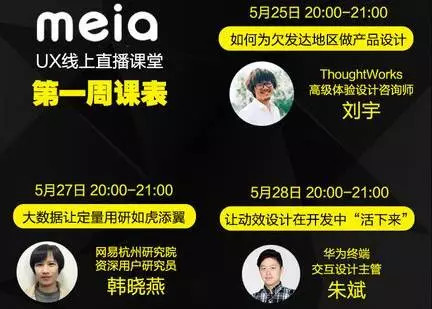 meia
UX线上直播课堂
第一周课表
5月25日 20:00-21:00
如何为欠发达地区做产品设计
ThoughtWorks
高级体验设计咨询师
刘宇
5月27日 20:00-21:00
大数据让定量用研如虎添翼
网易杭州研究院
资深用户研究员
韩晓燕
5月28日 20:00-21:00
让动效设计在开发中“活下来”
华为终端
交互设计主管
朱斌